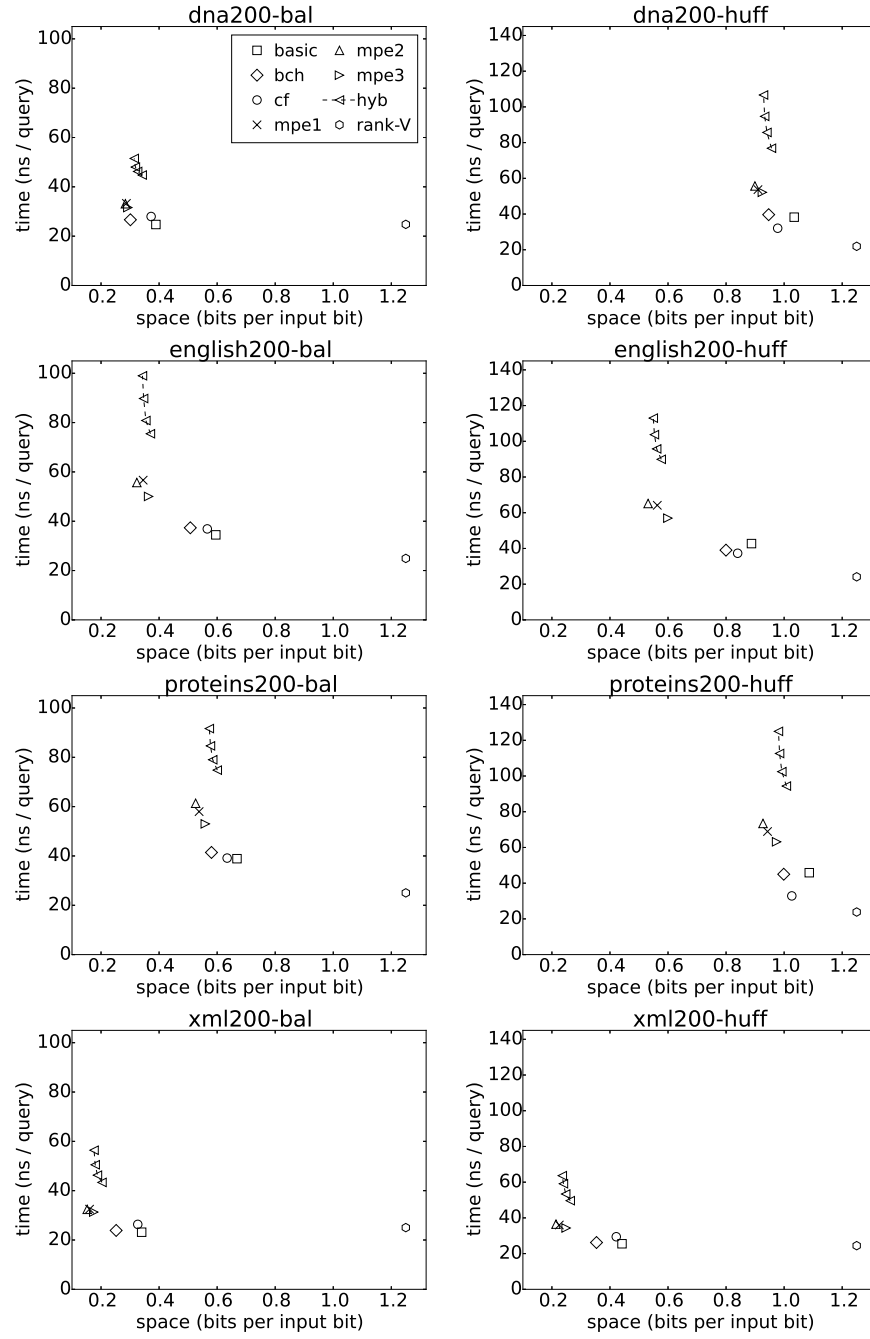 dna200-bal
time (ns / query)
100
80
60
40
20
0
basic
bch
cf
mpe1
mpe2
mpe3
hyb
rank-V
0.2 0.4 0.6 0.8 1.0 1.2
space (bits per input bit)
dna200-huff
time (ns / query)
140
120
100
80
60
40
20
0
0.2 0.4 0.6 0.8 1.0 1.2
space (bits per input bit)
english200-bal
time (ns / query)
100
80
60
40
20
0
0.2 0.4 0.6 0.8 1.0 1.2
space (bits per input bit)
english200-huff
time (ns / query)
140
120
100
80
60
40
20
0
0.2 0.4 0.6 0.8 1.0 1.2
space (bits per input bit)
proteins200-bal
time (ns / query)
100
80
60
40
20
0
0.2 0.4 0.6 0.8 1.0 1.2
space (bits per input bit)
proteins200-huff
time (ns / query)
140
120
100
80
60
40
20
0
0.2 0.4 0.6 0.8 1.0 1.2
space (bits per input bit)
xml200-bal
time (ns / query)
100
80
60
40
20
0
0.2 0.4 0.6 0.8 1.0 1.2
space (bits per input bit)
xml200-huff
time (ns / query)
140
120
100
80
60
40
20
0
0.2 0.4 0.6 0.8 1.0 1.2
space (bits per input bit)